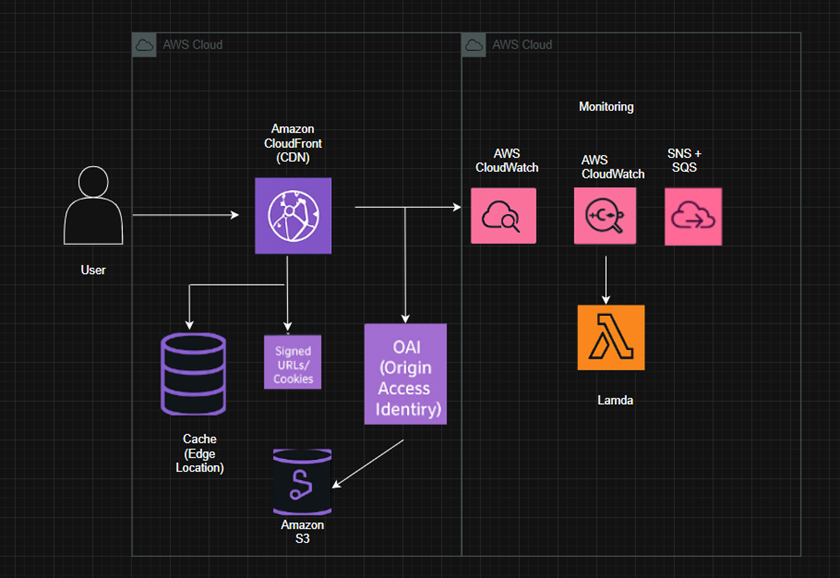 AWS Cloud
AWS Cloud
Monitoring
Amazon
CloudFront
(CDN)
AWS
CloudWatch
AWS
CloudWatch
SNS +
SQS
User
Signed
URLs/
Cookies
OAI
(Origin
Access
Identiry)
Lamda
Cache
(Edge
Location)
Amazon
S3